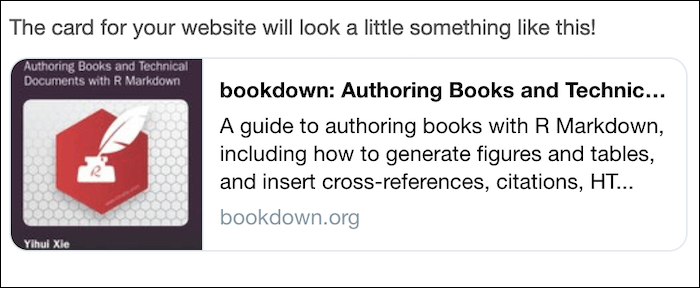 The card for your website will look a little something like this!
Authoring Books and Technical
Documents with R Markdown
R
Yihui Xie
bookdown: Authoring Books and Technic...
A guide to authoring books with R Markdown,
including how to generate figures and tables,
and insert cross-references, citations, HT...
bookdown.org